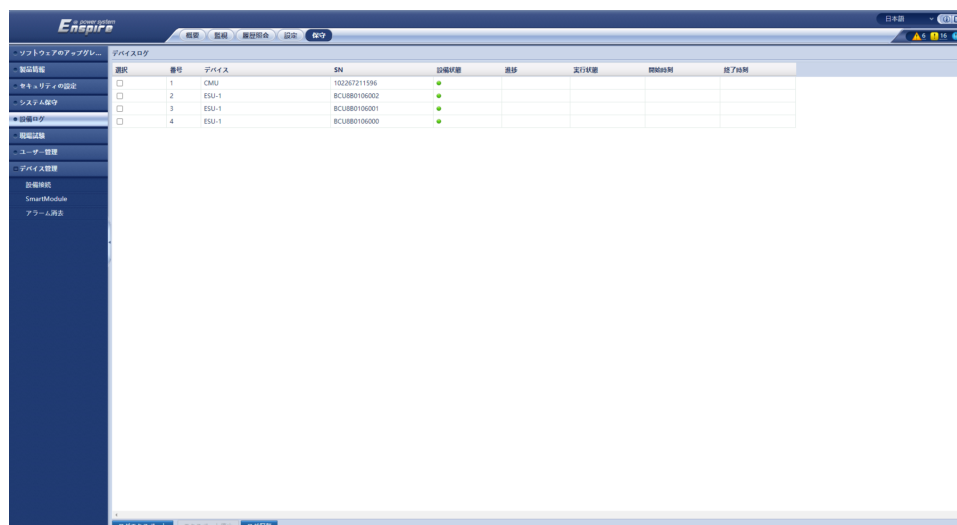 power system
Enspire
日本語
概要 監視 履歴照会 設定 保守
6 16
ソフトウェアのアップグレ... デバイスログ
製品情報
選択 番号 デバイス SN 設備状態 進捗 実行状態 開始時刻 終了時刻
セキュリティの設定
1 CMU 102267211596
システム保守
2 ESU-1 BCU8B0106002
3 ESU-1 BCU8B0106001
設備ログ
4 ESU-1 BCU8B0106000
現場試験
ユーザー管理
デバイス管理
設備接続
SmartModule
アラーム消去